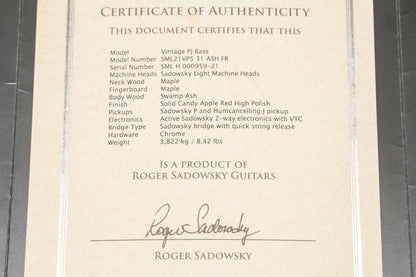 CERTIFICATE OF AUTHENTICITY
THIS DOCUMENT CERTIFIES THAT THIS
Model Vintage PJ Bass
Model Number SML21VPS 31 ASH FR
Serial Number SML H 000959-21
Machine Heads Sadowsky Light Machine Heads
Neck Wood Maple
Fingerboard Maple
Body Wood Swamp Ash
Finish Solid Candy Apple Red High Polish
Pickups Sadowsky P and Humcancelling J pickup
Electronics Active Sadowsky 2-way electronics with VTC
Bridge Type Sadowsky bridge with quick string release
Hardware Chrome
Weight 3,822 kg / 8,42 lbs
IS A PRODUCT OF
ROGER SADOWSKY GUITARS
Roger Sadowsky
ROGER SADOWSKY